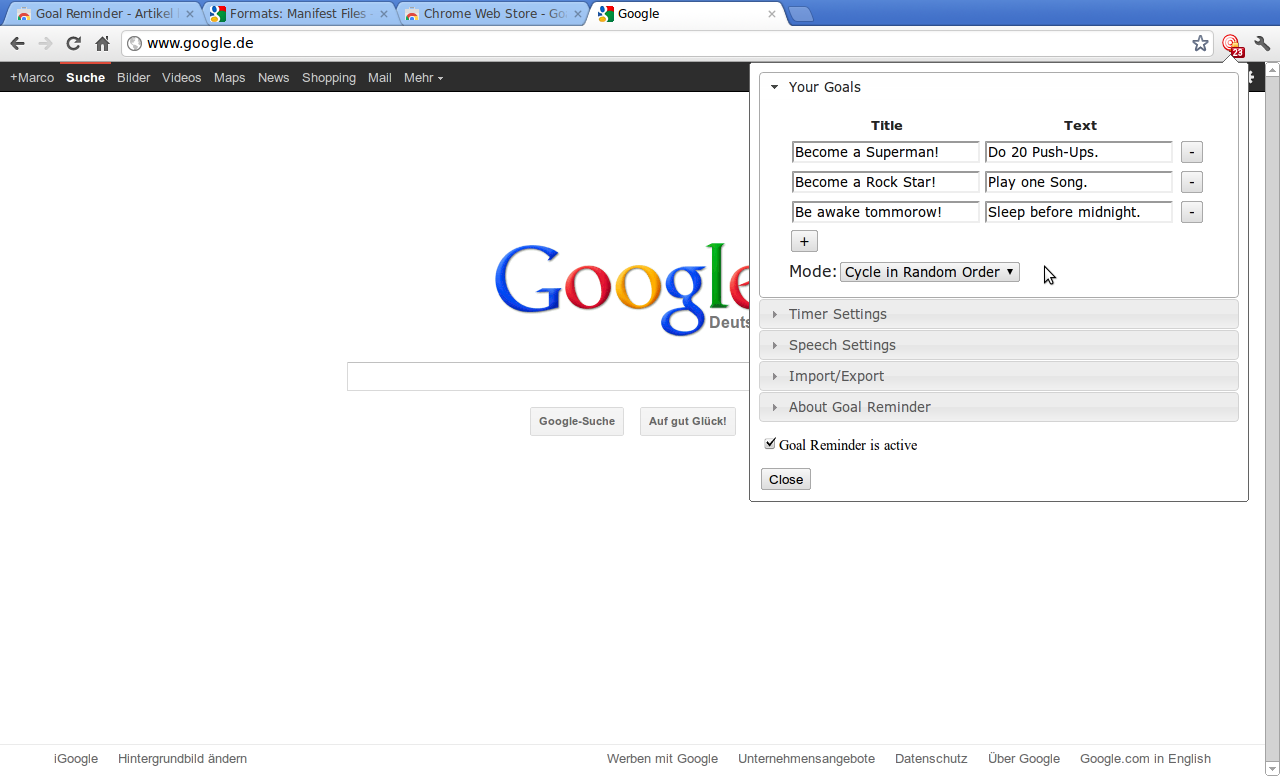 Goal Reminder - Artikel
Formats: Manifest Files -
Chrome Web Store - Go
Google
www.google.de
23
+Marco Suche Bilder Videos Maps News Shopping Mail Mehr
Your Goals
Title Text
Become a Superman! Do 20 Push-Ups. -
Become a Rock Star! Play one Song. -
Be awake tommorow! Sleep before midnight. -
+
Mode: Cycle in Random Order
Timer Settings
Speech Settings
Import/Export
About Goal Reminder
Goal Reminder is active
Close
Google
Deuts
Google-Suche Auf gut Glück!
iGoogle Hintergrundbild ändern Werben mit Google Unternehmensangebote Datenschutz Über Google Google.com in English